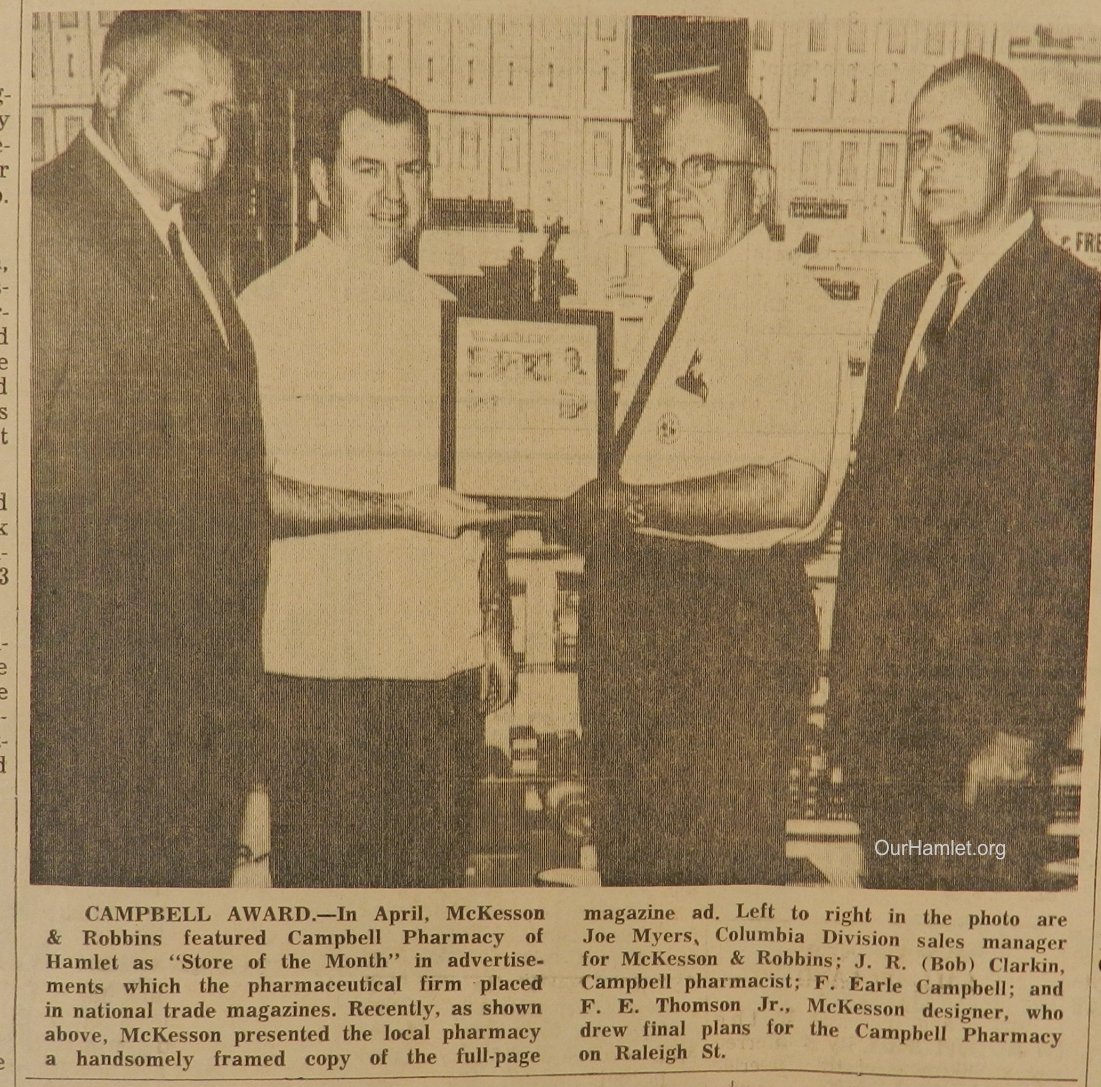 FRE
OurHamlet.org
CAMPBELL AWARD.—In April, McKesson
& Robbins featured Campbell Pharmacy of
Hamlet as “Store of the Month” in advertise-
ments which the pharmaceutical firm placed
in national trade magazines. Recently, as shown
above, McKesson presented the local pharmacy
a handsomely framed copy of the full-page
magazine ad. Left to right in the photo are
Joe Myers, Columbia Division sales manager
for McKesson & Robbins; J. R. (Bob) Clarkin,
Campbell pharmacist; F. Earle Campbell; and
F. E. Thomson Jr., McKesson designer, who
drew final plans for the Campbell Pharmacy
on Raleigh St.